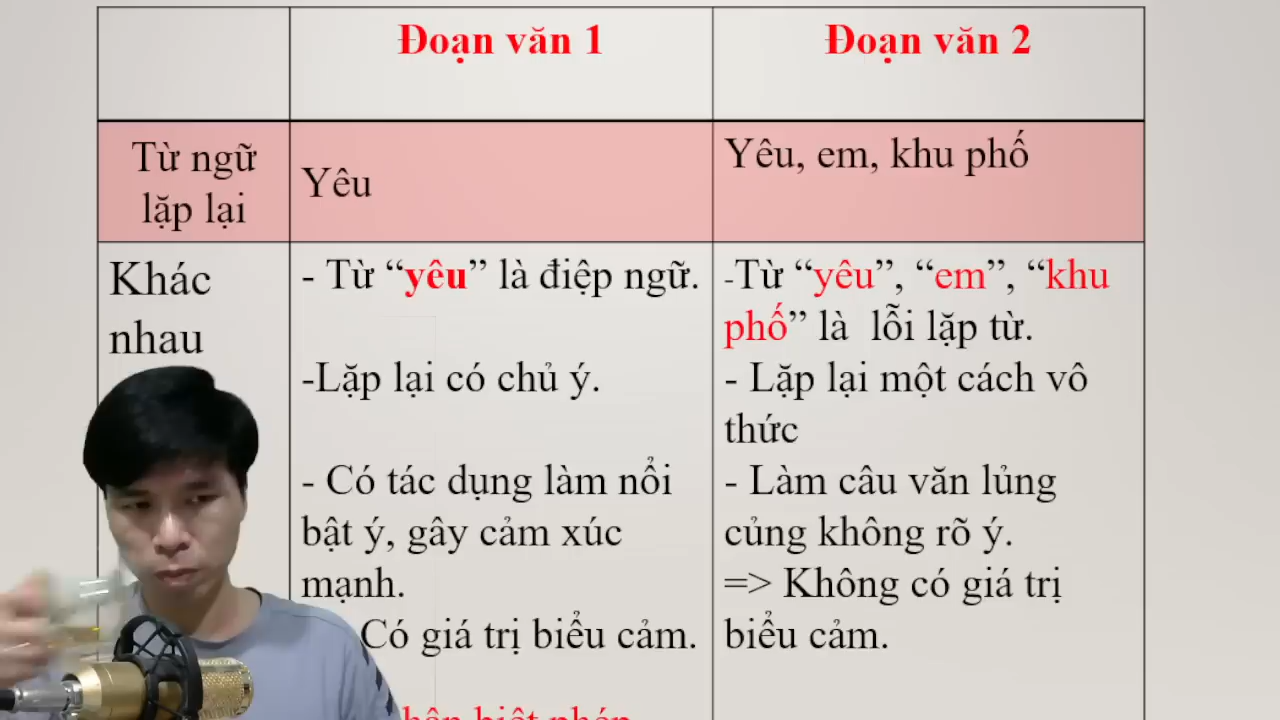 Đoạn văn 1
Đoạn văn 2
Từ ngữ
lặp lại
Yêu
Yêu, em, khu phố
Khác
nhau
- Từ “yêu” là điệp ngữ.
-Lặp lại có chủ ý.
- Có tác dụng làm nổi
bật ý, gây cảm xúc
mạnh.
Có giá trị biểu cảm.
-Từ “yêu”, “em”, “khu
phố” là lỗi lặp từ.
- Lặp lại một cách vô
thức
- Làm câu văn lủng
củng không rõ ý.
=> Không có giá trị
biểu cảm.